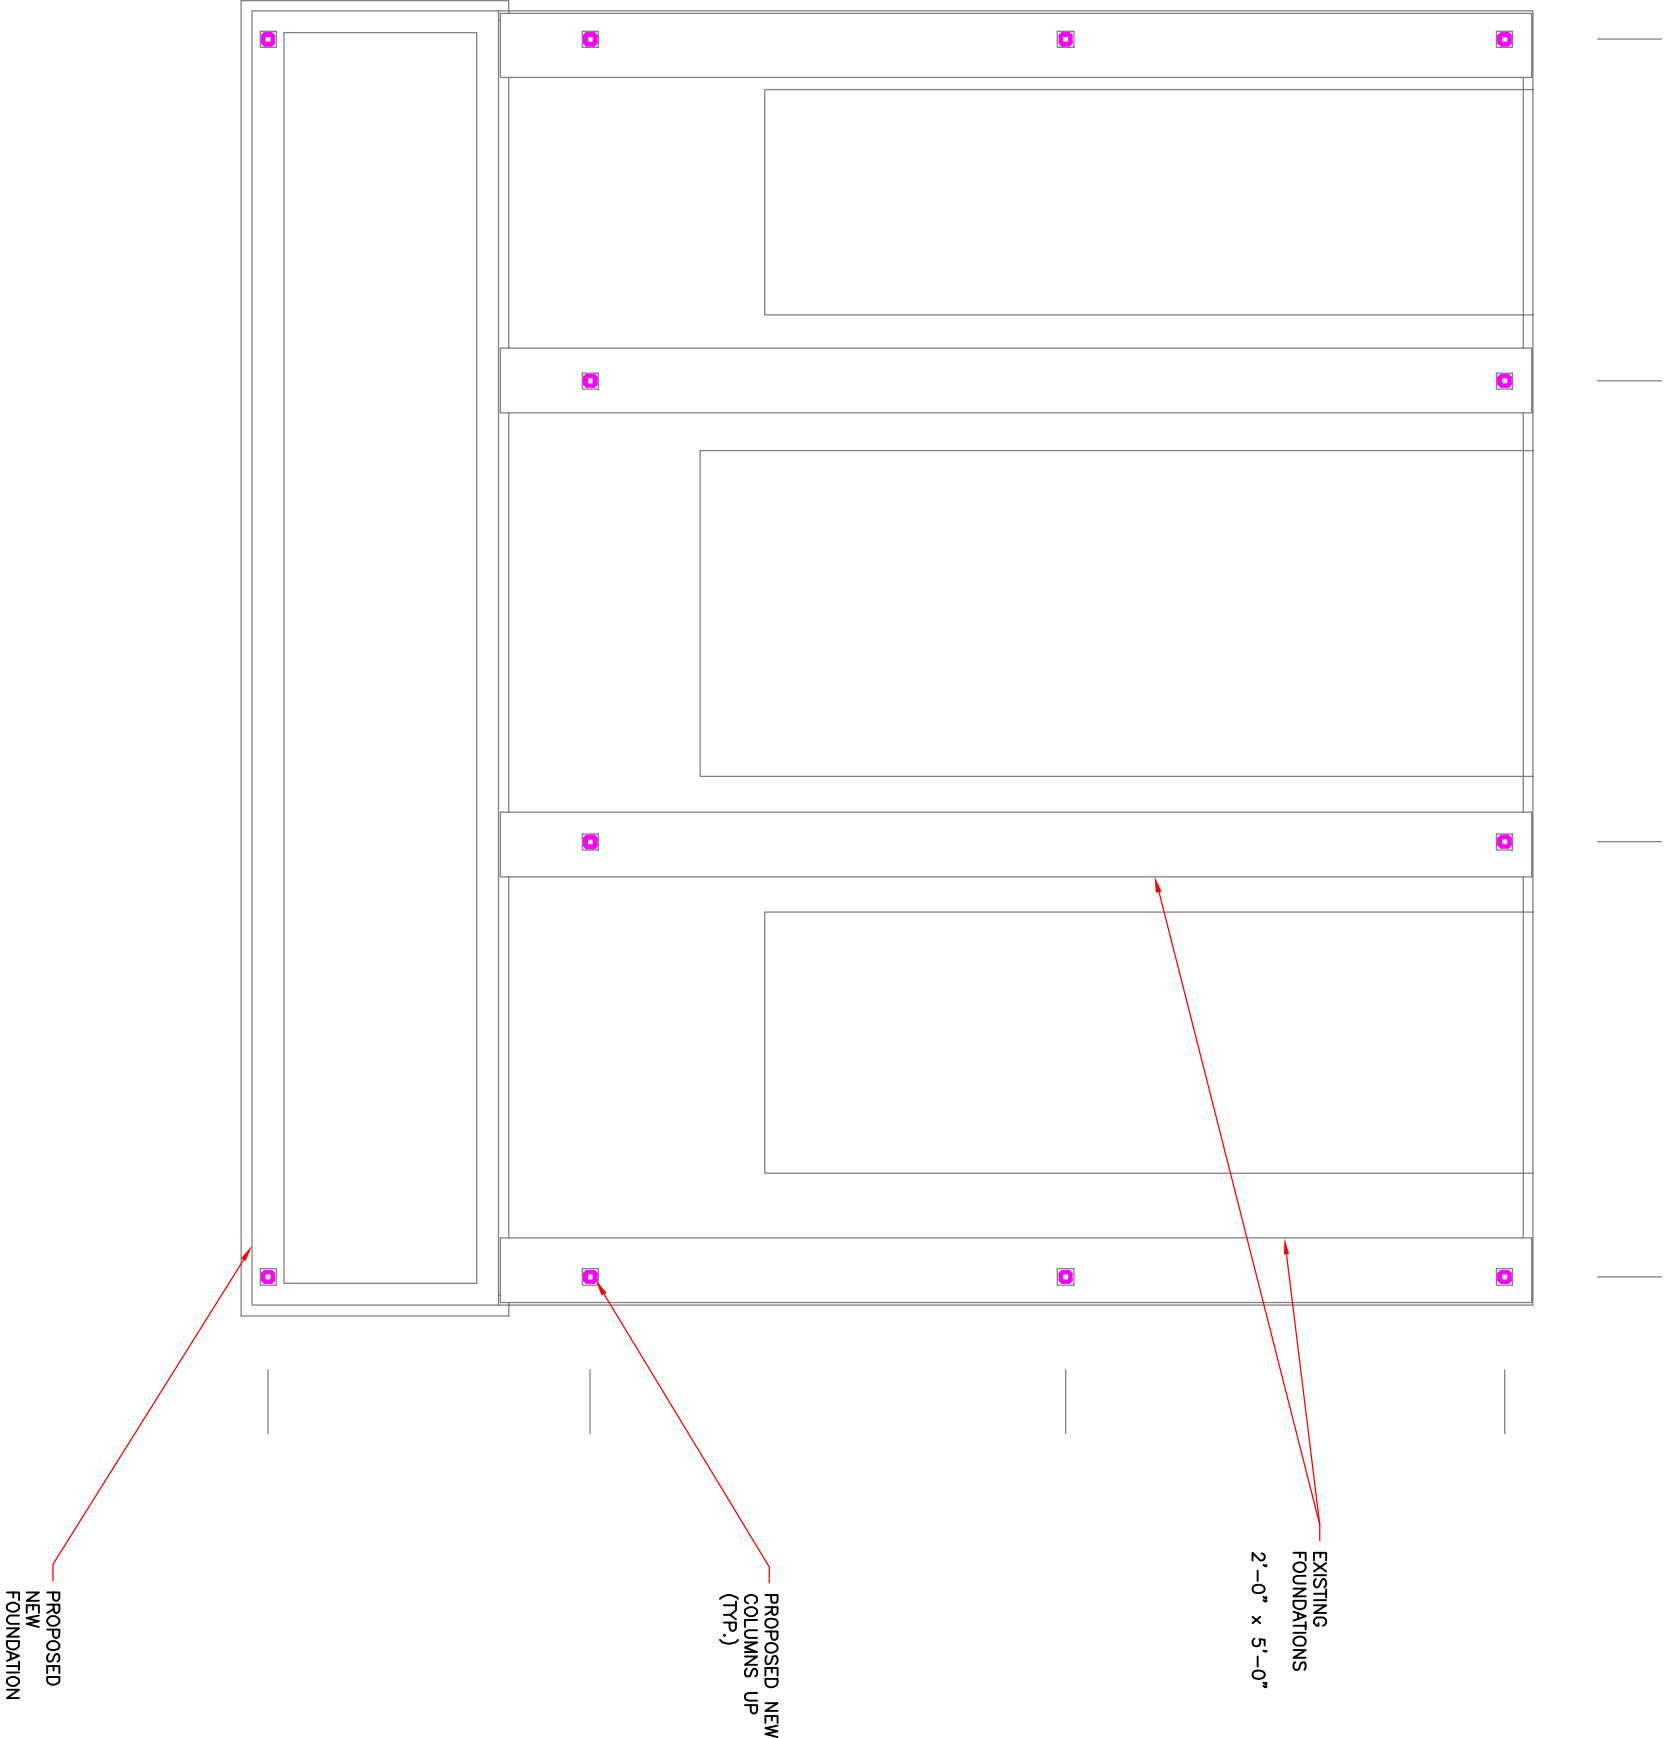 EXISTING
FOUNDATIONS
2'-0" x 5'-0"
PROPOSED NEW
COLUMNS UP
(TYP.)
PROPOSED
NEW
FOUNDATION